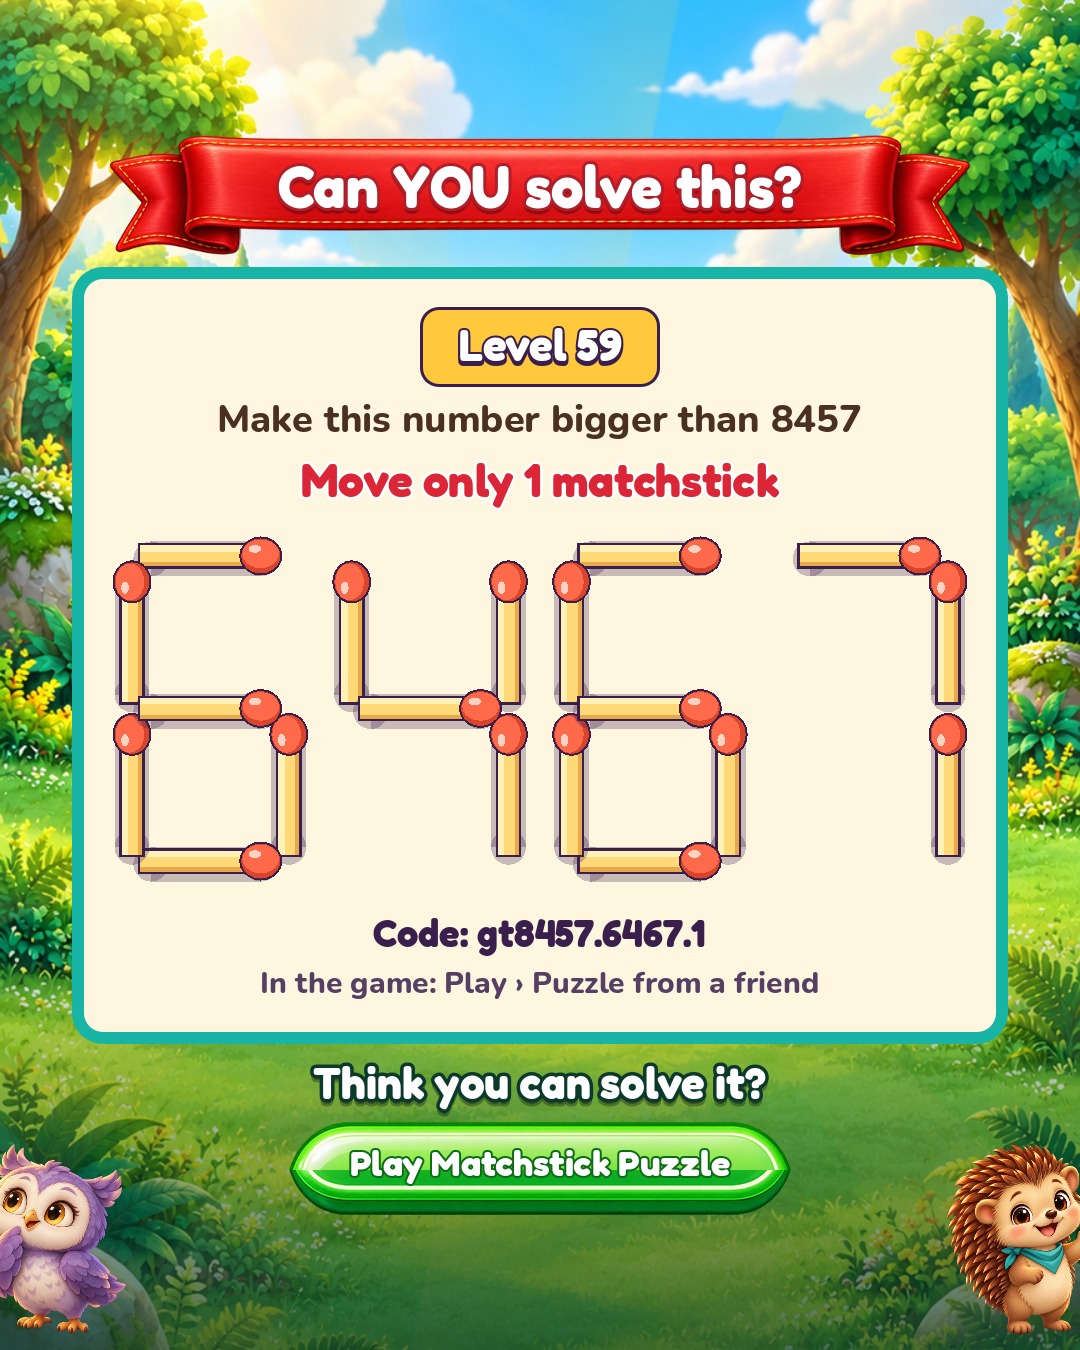 Can YOU solve this?
Level 59
Make this number bigger than 8457
Move only 1 matchstick
6467
Code: gt8457.6467.1
In the game: Play › Puzzle from a friend
Think you can solve it?
Play Matchstick Puzzle